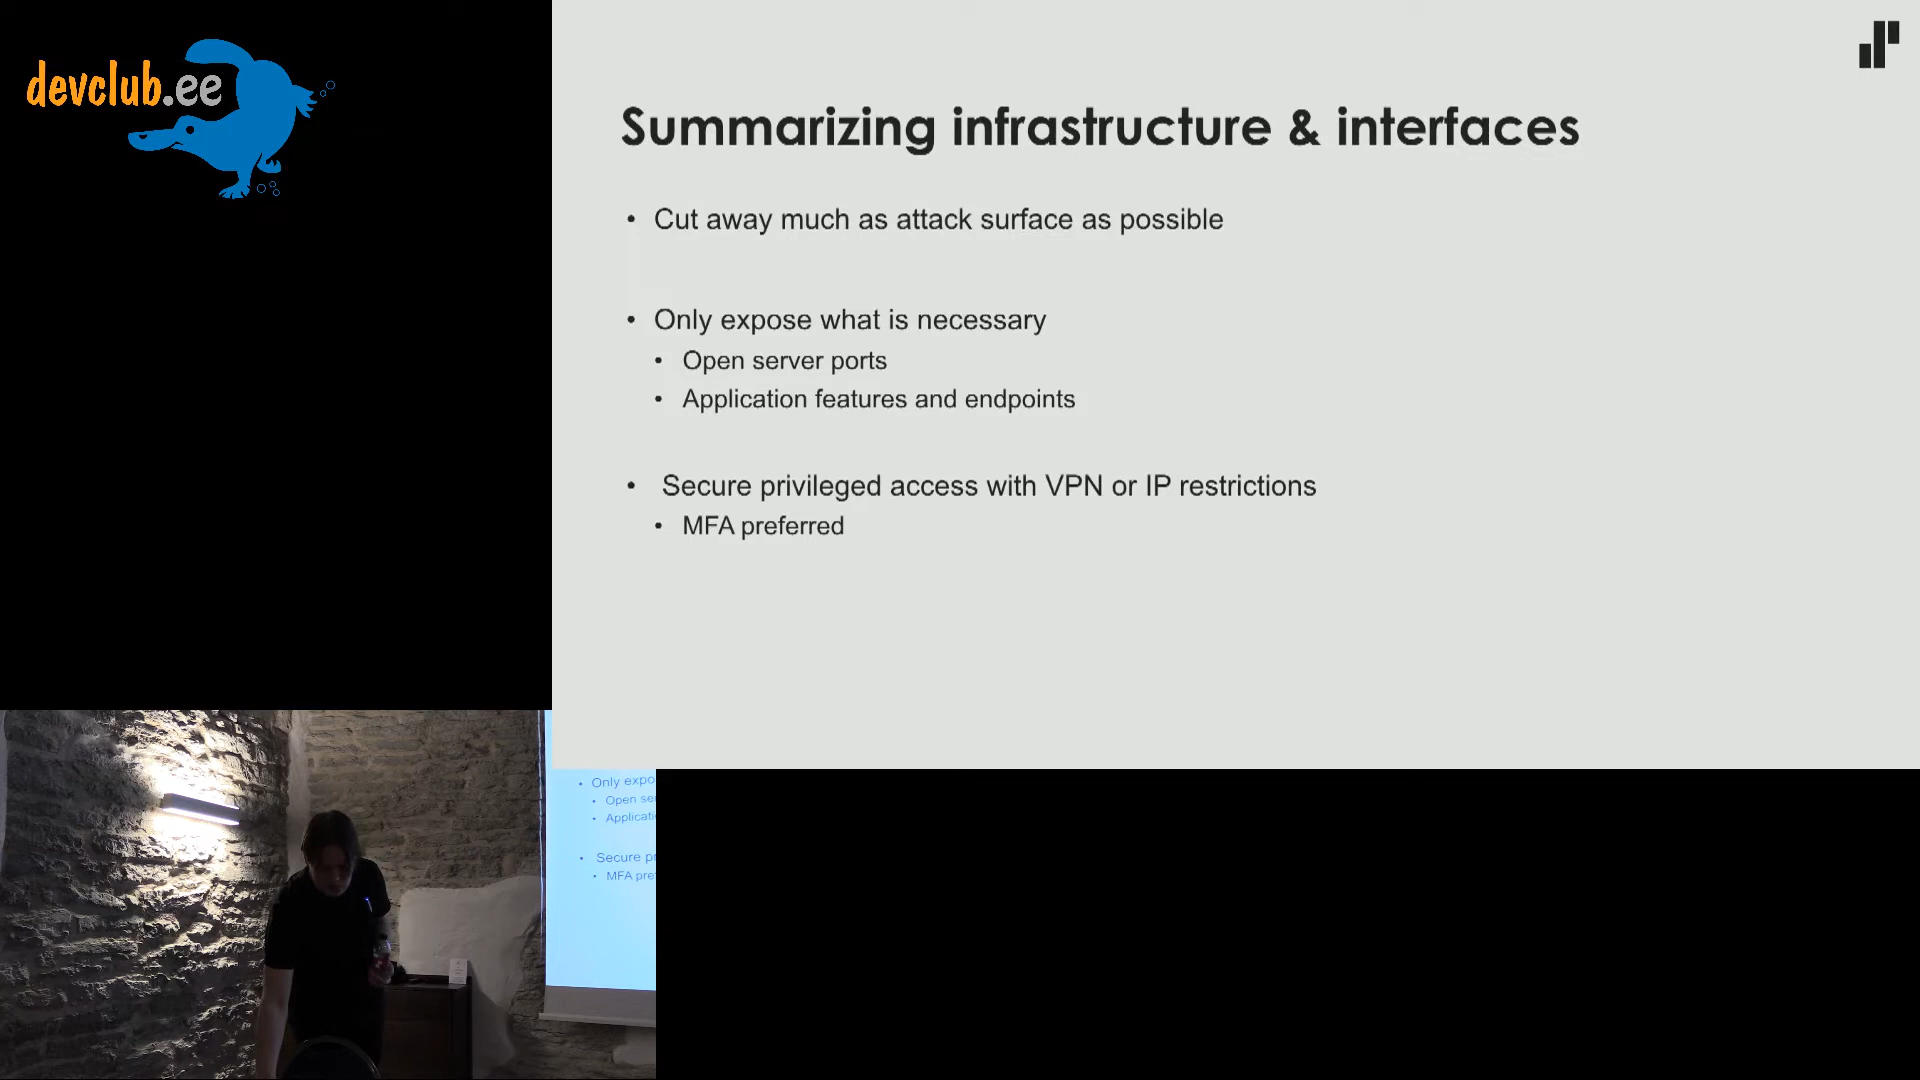 devclub.ee
Summarizing infrastructure & interfaces
• Cut away much as attack surface as possible
• Only expose what is necessary
• Open server ports
• Application features and endpoints
• Secure privileged access with VPN or IP restrictions
• MFA preferred
• Only expo
• Open se
• Applicati
• Secure p
• MFA pre